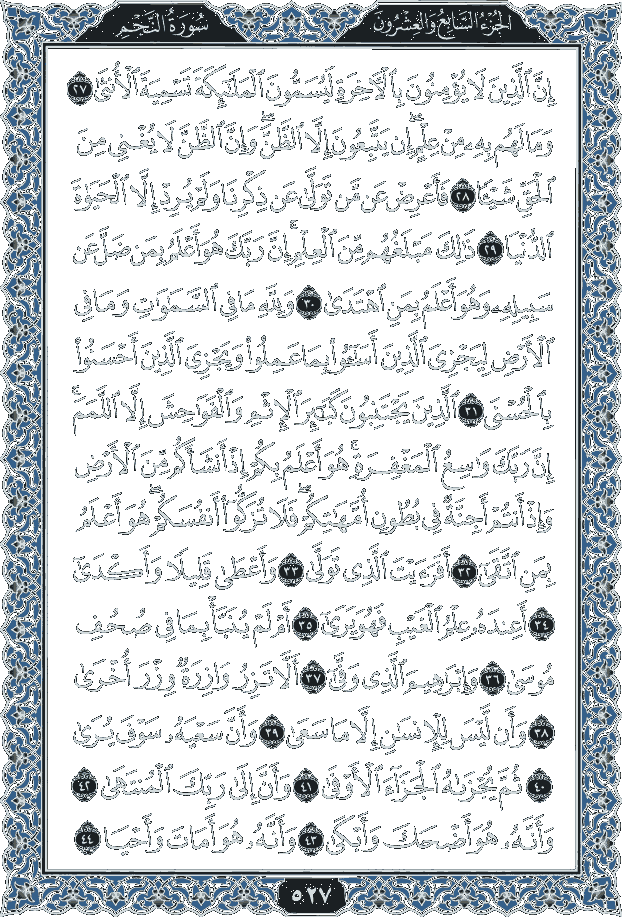 الجزء السابع والعشرون
سورة النجم
إِنَّ ٱلَّذِينَ لَا يُؤْمِنُونَ بِٱلْأَخِرَةِ لَيُسَمُّونَ ٱلْمَلَٰٓئِكَةَ تَسْمِيَةَ ٱلْأُنثَىٰ ٢٧
وَمَا لَهُم بِهِۦ مِنْ عِلْمٍ إِن يَتَّبِعُونَ إِلَّا ٱلظَّنَّ ۖ وَإِنَّ ٱلظَّنَّ لَا يُغْنِى مِنَ
ٱلْحَقِّ شَيْـًٔا ٢٨ فَأَعْرِضْ عَن مَّن تَوَلَّىٰ عَن ذِكْرِنَا وَلَمْ يُرِدْ إِلَّا ٱلْحَيَوٰةَ
ٱلدُّنْيَا ٢٩ ذَٰلِكَ مَبْلَغُهُم مِّنَ ٱلْعِلْمِ ۚ إِنَّ رَبَّكَ هُوَ أَعْلَمُ بِمَن ضَلَّ عَن
سَبِيلِهِۦ وَهُوَ أَعْلَمُ بِمَنِ ٱهْتَدَىٰ ٣٠ وَلِلَّهِ مَا فِى ٱلسَّمَٰوَٰتِ وَمَا فِى
ٱلْأَرْضِ لِيَجْزِىَ ٱلَّذِينَ أَسَٰٓـُٔوا۟ بِمَا عَمِلُوا۟ وَيَجْزِىَ ٱلَّذِينَ أَحْسَنُوا۟
بِٱلْحُسْنَى ٣١ ٱلَّذِينَ يَجْتَنِبُونَ كَبَٰٓئِرَ ٱلْإِثْمِ وَٱلْفَوَٰحِشَ إِلَّا ٱللَّمَمَ ۚ
إِنَّ رَبَّكَ وَٰسِعُ ٱلْمَغْفِرَةِ ۚ هُوَ أَعْلَمُ بِكُمْ إِذْ أَنشَأَكُم مِّنَ ٱلْأَرْضِ
وَإِذْ أَنتُمْ أَجِنَّةٌ فِى بُطُونِ أُمَّهَٰتِكُمْ ۖ فَلَا تُزَكُّوٓا۟ أَنفُسَكُمْ ۖ هُوَ أَعْلَمُ
بِمَنِ ٱتَّقَىٰٓ ٣٢ أَفَرَءَيْتَ ٱلَّذِى تَوَلَّىٰ ٣٣ وَأَعْطَىٰ قَلِيلًا وَأَكْدَىٰٓ
٣٤ أَعِندَهُۥ عِلْمُ ٱلْغَيْبِ فَهُوَ يَرَىٰٓ ٣٥ أَمْ لَمْ يُنَبَّأْ بِمَا فِى صُحُفِ
مُوسَىٰ ٣٦ وَإِبْرَٰهِيمَ ٱلَّذِى وَفَّىٰٓ ٣٧ أَلَّا تَزِرُ وَازِرَةٌ وِزْرَ أُخْرَىٰ
٣٨ وَأَن لَّيْسَ لِلْإِنسَٰنِ إِلَّا مَا سَعَىٰ ٣٩ وَأَنَّ سَعْيَهُۥ سَوْفَ يُرَىٰ
٤٠ ثُمَّ يُجْزَىٰهُ ٱلْجَزَآءَ ٱلْأَوْفَىٰ ٤١ وَأَنَّ إِلَىٰ رَبِّكَ ٱلْمُنتَهَىٰ ٤٢
وَأَنَّهُۥ هُوَ أَضْحَكَ وَأَبْكَىٰ ٤٣ وَأَنَّهُۥ هُوَ أَمَاتَ وَأَحْيَا ٤٤
٥٢٧